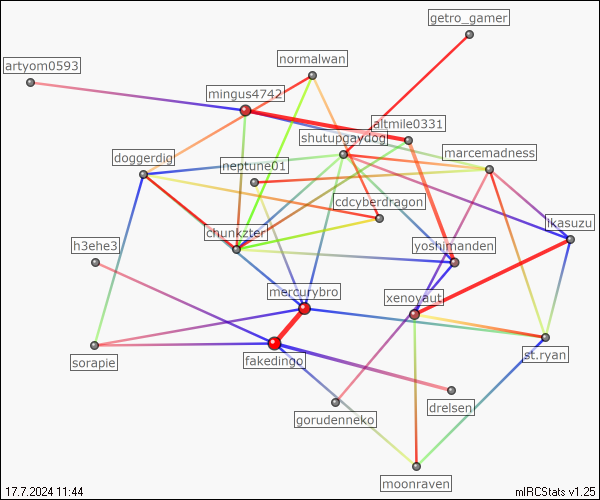 getro_gamer
normalwan
artyom0593
mingus4742
altmile0331
shutupgavdog
marcemadness
doggerdig
neptune01
cdcyberdragon
likasuzu
chunkzter
h3ehe3
yoshimanden
mercurybro
xenoyaut
sorapie
fakedingo
st.ryan
drelsen
gorudenneko
moonraven
17.7.2024 11:44
mIRCStats v1.25